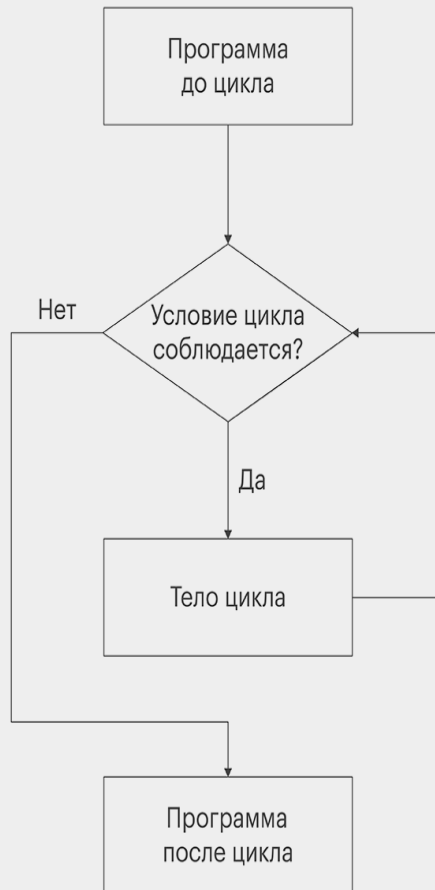 Программа
до цикла
Нет
Условие цикла
соблюдается?
Да
Тело цикла
Программа
после цикла